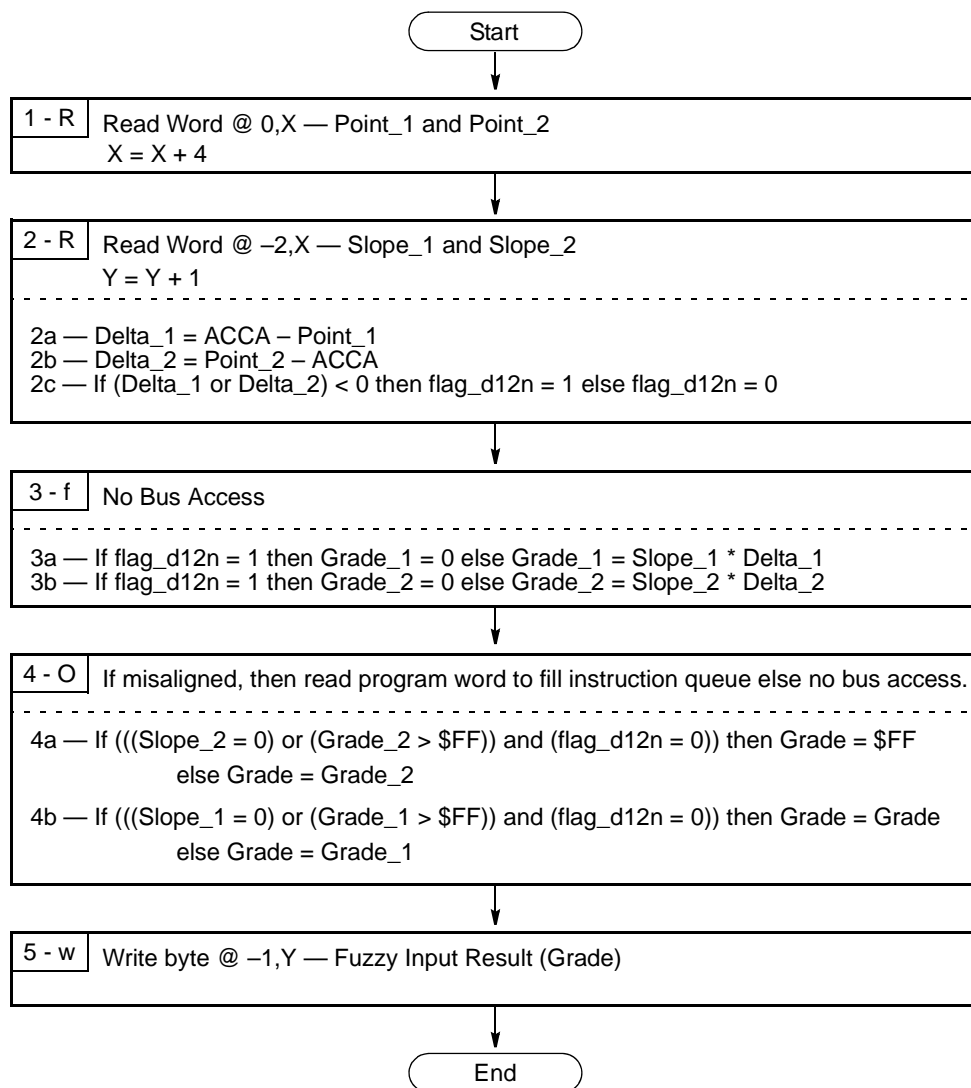 Start
1 - R
Read Word @ 0,X — Point_1 and Point_2
X = X + 4
2 - R
Read Word @ –2,X — Slope_1 and Slope_2
Y = Y + 1
2a — Delta_1 = ACCA – Point_1
2b — Delta_2 = Point_2 – ACCA
2c — If (Delta_1 or Delta_2) < 0 then flag_d12n = 1 else flag_d12n = 0
3 - f
No Bus Access
3a — If flag_d12n = 1 then Grade_1 = 0 else Grade_1 = Slope_1 * Delta_1
3b — If flag_d12n = 1 then Grade_2 = 0 else Grade_2 = Slope_2 * Delta_2
4 - O
If misaligned, then read program word to fill instruction queue else no bus access.
4a — If (((Slope_2 = 0) or (Grade_2 > $FF)) and (flag_d12n = 0)) then Grade = $FF
else Grade = Grade_2
4b — If (((Slope_1 = 0) or (Grade_1 > $FF)) and (flag_d12n = 0)) then Grade = Grade
else Grade = Grade_1
5 - w
Write byte @ –1,Y — Fuzzy Input Result (Grade)
End